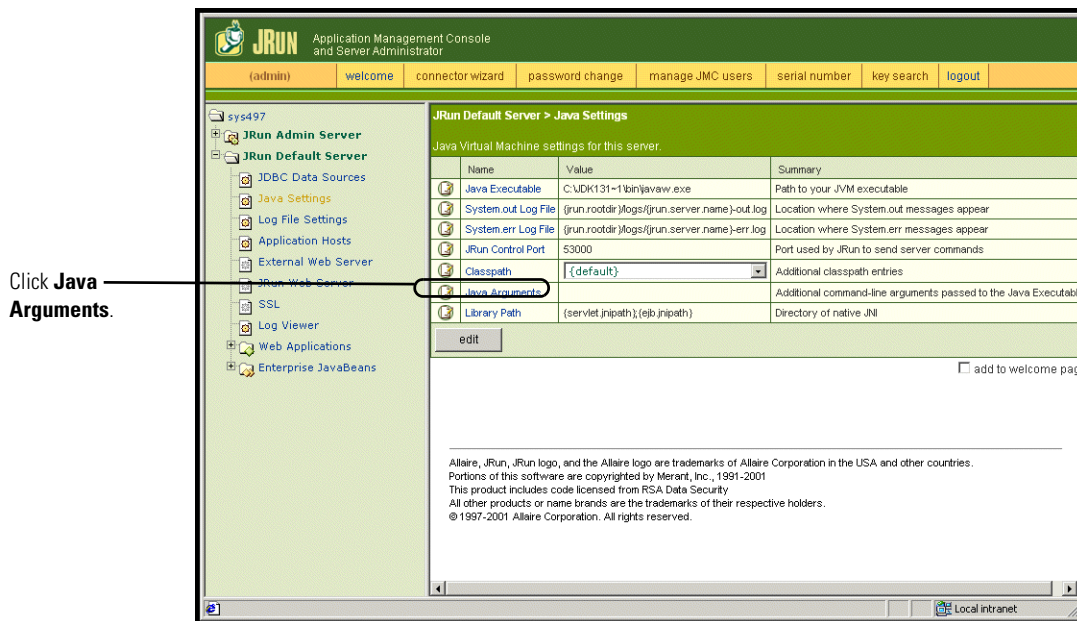 JRUN Application Management Console
and Server Administrator
(admin) welcome connector wizard password change manage JMC users serial number key search logout
sys497
JRun Admin Server
JRun Default Server
JDBC Data Sources
Java Settings
Log File Settings
Application Hosts
External Web Server
JRun Web Server
SSL
Log Viewer
Web Applications
Enterprise JavaBeans
Click Java
Arguments.
JRun Default Server > Java Settings
Java Virtual Machine settings for this server.
Name Value Summary
Java Executable C:\JDK131~1\bin\javaw.exe Path to your JVM executable
System.out Log File {jrun.rootdir}/logs/{jrun.server.name}-out.log Location where System.out messages appear
System.err Log File {jrun.rootdir}/logs/{jrun.server.name}-err.log Location where System.err messages appear
JRun Control Port 53000 Port used by JRun to send server commands
Classpath {default} Additional classpath entries
Java Arguments Additional command-line arguments passed to the Java Executabl
Library Path {servlet.jnipath};{ejb.jnipath} Directory of native JNI
edit
add to welcome pag
Allaire, JRun, JRun logo, and the Allaire logo are trademarks of Allaire Corporation in the USA and other countries.
Portions of this software are copyrighted by Merant, Inc., 1991-2001
This product includes code licensed from RSA Data Security
All other products or name brands are the trademarks of their respective holders.
© 1997-2001 Allaire Corporation. All rights reserved.
Local intranet